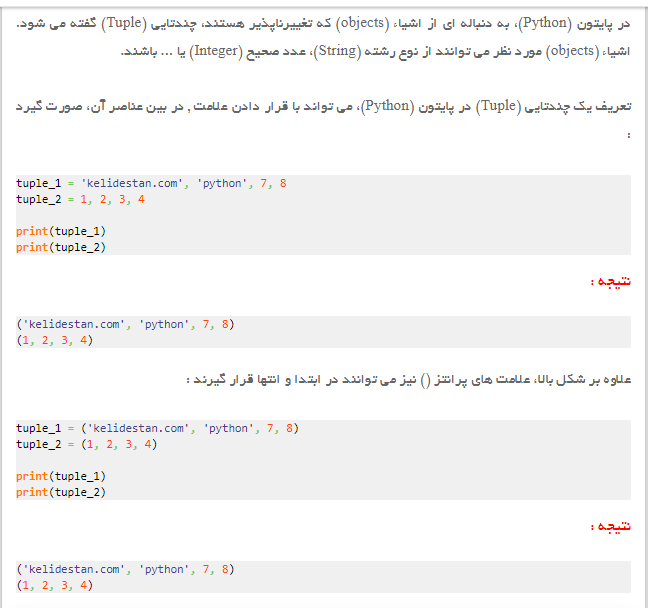 در پایتون (Python)، به دنباله ای از اشیاء (objects) که تغییرناپذیر هستند، چندتایی (Tuple) گفته می شود.
اشیاء (objects) مورد نظر می توانند از نوع رشته (String)، عدد صحیح (Integer) یا ... باشند.
تعریف یک چندتایی (Tuple) در پایتون (Python)، می تواند با قرار دادن علامت , در بین عناصر آن، صورت گیرد
:
tuple_1 = 'kelidestan.com', 'python', 7, 8
tuple_2 = 1, 2, 3, 4
print(tuple_1)
print(tuple_2)
نتیجه :
('kelidestan.com', 'python', 7, 8)
(1, 2, 3, 4)
علاوه بر شکل بالا، علامت های پرانتز () نیز می توانند در ابتدا و انتها قرار گیرند :
tuple_1 = ('kelidestan.com', 'python', 7, 8)
tuple_2 = (1, 2, 3, 4)
print(tuple_1)
print(tuple_2)
نتیجه :
('kelidestan.com', 'python', 7, 8)
(1, 2, 3, 4)